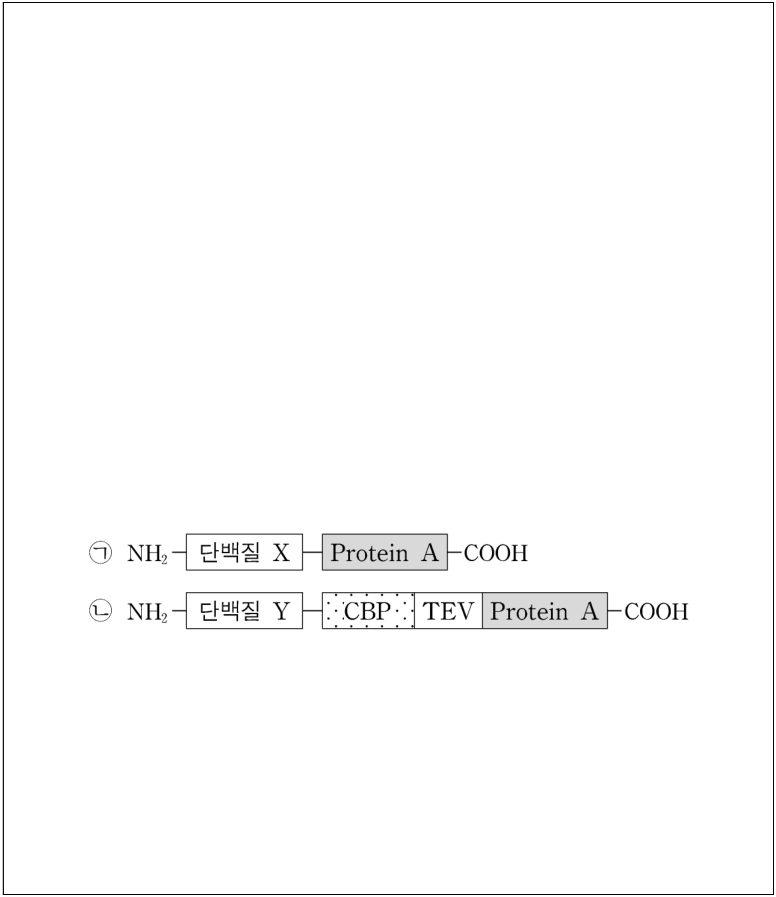 ㉠ NH₂ 단백질 X Protein A COOH
㉡ NH₂ 단백질 Y CBP TEV Protein A COOH